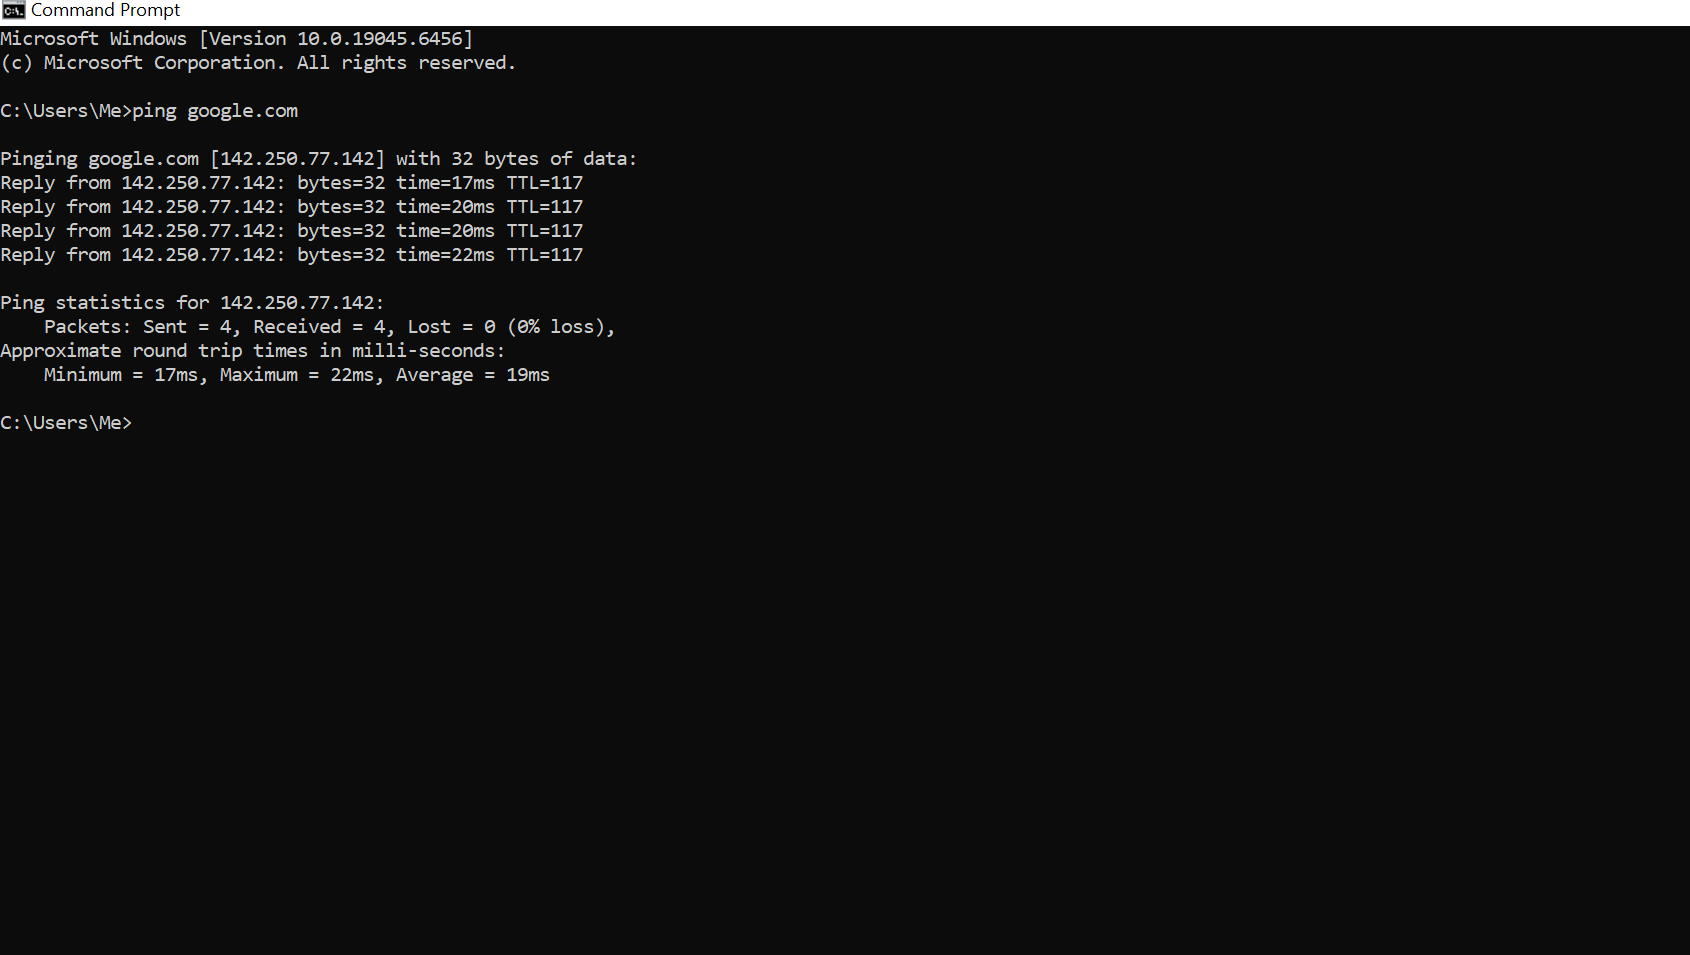 Command Prompt
Microsoft Windows [Version 10.0.19045.6456]
(c) Microsoft Corporation. All rights reserved.
C:\Users\Me>ping google.com
Pinging google.com [142.250.77.142] with 32 bytes of data:
Reply from 142.250.77.142: bytes=32 time=17ms TTL=117
Reply from 142.250.77.142: bytes=32 time=20ms TTL=117
Reply from 142.250.77.142: bytes=32 time=20ms TTL=117
Reply from 142.250.77.142: bytes=32 time=22ms TTL=117
Ping statistics for 142.250.77.142:
    Packets: Sent = 4, Received = 4, Lost = 0 (0% loss),
Approximate round trip times in milli-seconds:
    Minimum = 17ms, Maximum = 22ms, Average = 19ms
C:\Users\Me>